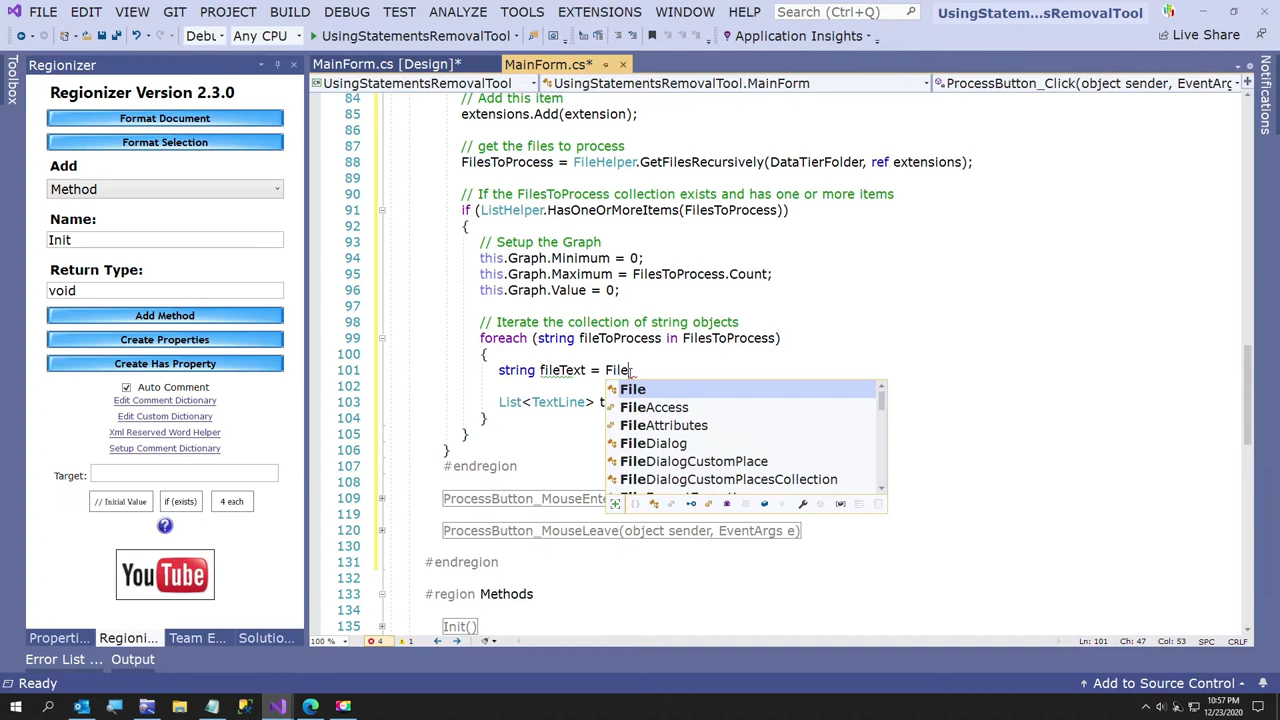 FILE EDIT VIEW GIT PROJECT BUILD DEBUG TEST ANALYZE TOOLS EXTENSIONS WINDOW HELP Search (Ctrl+Q) UsingStatem...sRemovalTool
Debu Any CPU UsingStatementsRemovalTool Application Insights Live Share
Toolbox
Regionizer
Regionizer Version 2.3.0
Format Document
Format Selection
Add
Method
Name:
Init
Return Type:
void
Add Method
Create Properties
Create Has Property
Auto Comment
Edit Comment Dictionary
Edit Custom Dictionary
Xml Reserved Word Helper
Setup Comment Dictionary
Target:
// Initial Value if (exists) 4 each
?
YouTube
Properti... Regioni... Team E... Solutio...
MainForm.cs [Design]* MainForm.cs*
UsingStatementsRemovalTool UsingStatementsRemovalTool.MainForm ProcessButton_Click(object sender, EventArg
84 // Add this item
85 extensions.Add(extension);
86
87 // get the files to process
88 FilesToProcess = FileHelper.GetFilesRecursively(DataTierFolder, ref extensions);
89
90 // If the FilesToProcess collection exists and has one or more items
91 if (ListHelper.HasOneOrMoreItems(FilesToProcess))
92 {
93 // Setup the Graph
94 this.Graph.Minimum = 0;
95 this.Graph.Maximum = FilesToProcess.Count;
96 this.Graph.Value = 0;
97
98 // Iterate the collection of string objects
99 foreach (string fileToProcess in FilesToProcess)
100 {
101 string fileText = File
102
103 List<TextLine> t
104 }
105 }
106 }
107 #endregion
109 ProcessButton_MouseEnte
119
120 ProcessButton_MouseLeave(object sender, EventArgs e)
130
131 #endregion
132
133 #region Methods
134
135 Init()
File
FileAccess
FileAttributes
FileDialog
FileDialogCustomPlace
FileDialogCustomPlacesCollection
Notifications
100 % 4 1 Ln: 101 Ch: 47 Col: 53 SPC CRLF
Error List ... Output
Ready Add to Source Control
10:57 PM
12/23/2020